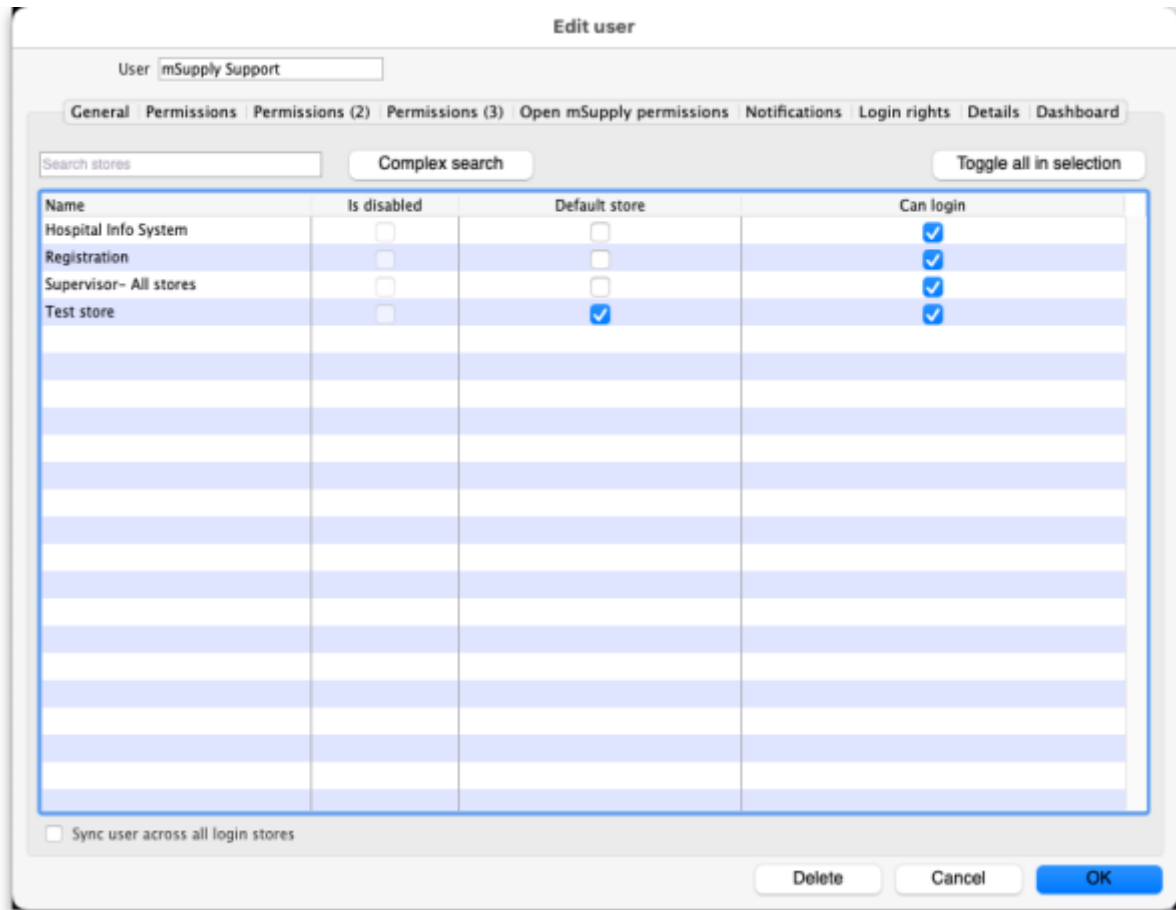 Edit user
User mSupply Support
General Permissions Permissions (2) Permissions (3) Open mSupply permissions Notifications Login rights Details Dashboard
Search stores Complex search Toggle all in selection
Name Is disabled Default store Can login
Hospital Info System
Registration
Supervisor- All stores
Test store
Sync user across all login stores
Delete Cancel OK